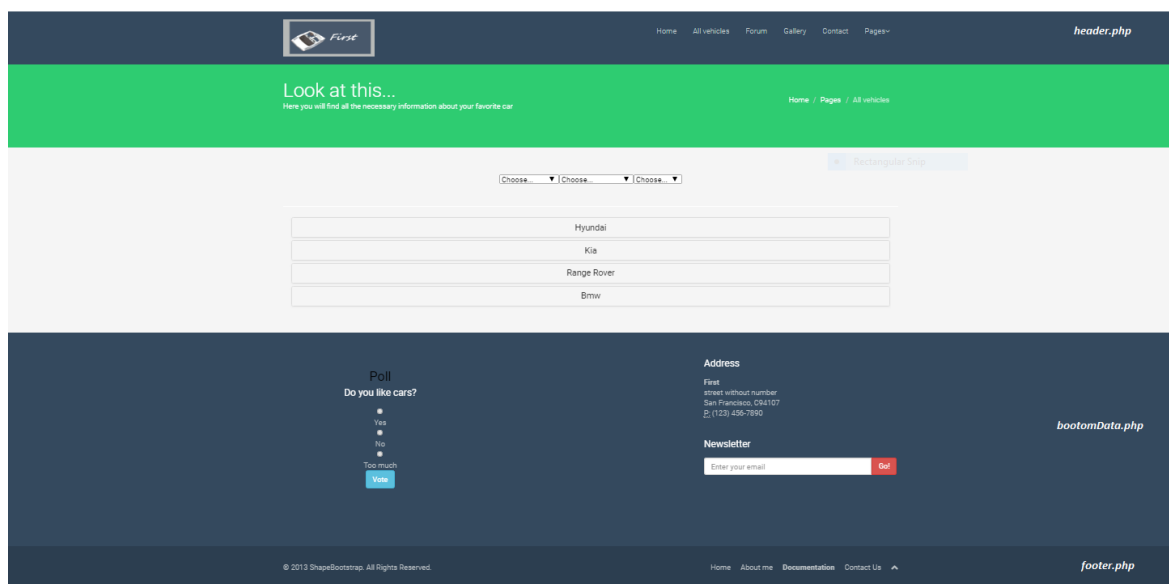 First
Home All vehicles Forum Gallery Contact Pages
header.php
Look at this...
Here you will find all the necessary information about your favorite car
Home / Pages / All vehicles
Rectangular Snip
Choose... Choose... Choose...
Hyundai
Kia
Range Rover
Bmw
Poll
Do you like cars?
Yes
No
Too much
Vote
Address
First
street without number
San Francisco, C94107
P: (123) 456-7890
Newsletter
Enter your email Go!
bootomData.php
© 2013 ShapeBootstrap. All Rights Reserved.
Home About me Documentation Contact Us
footer.php